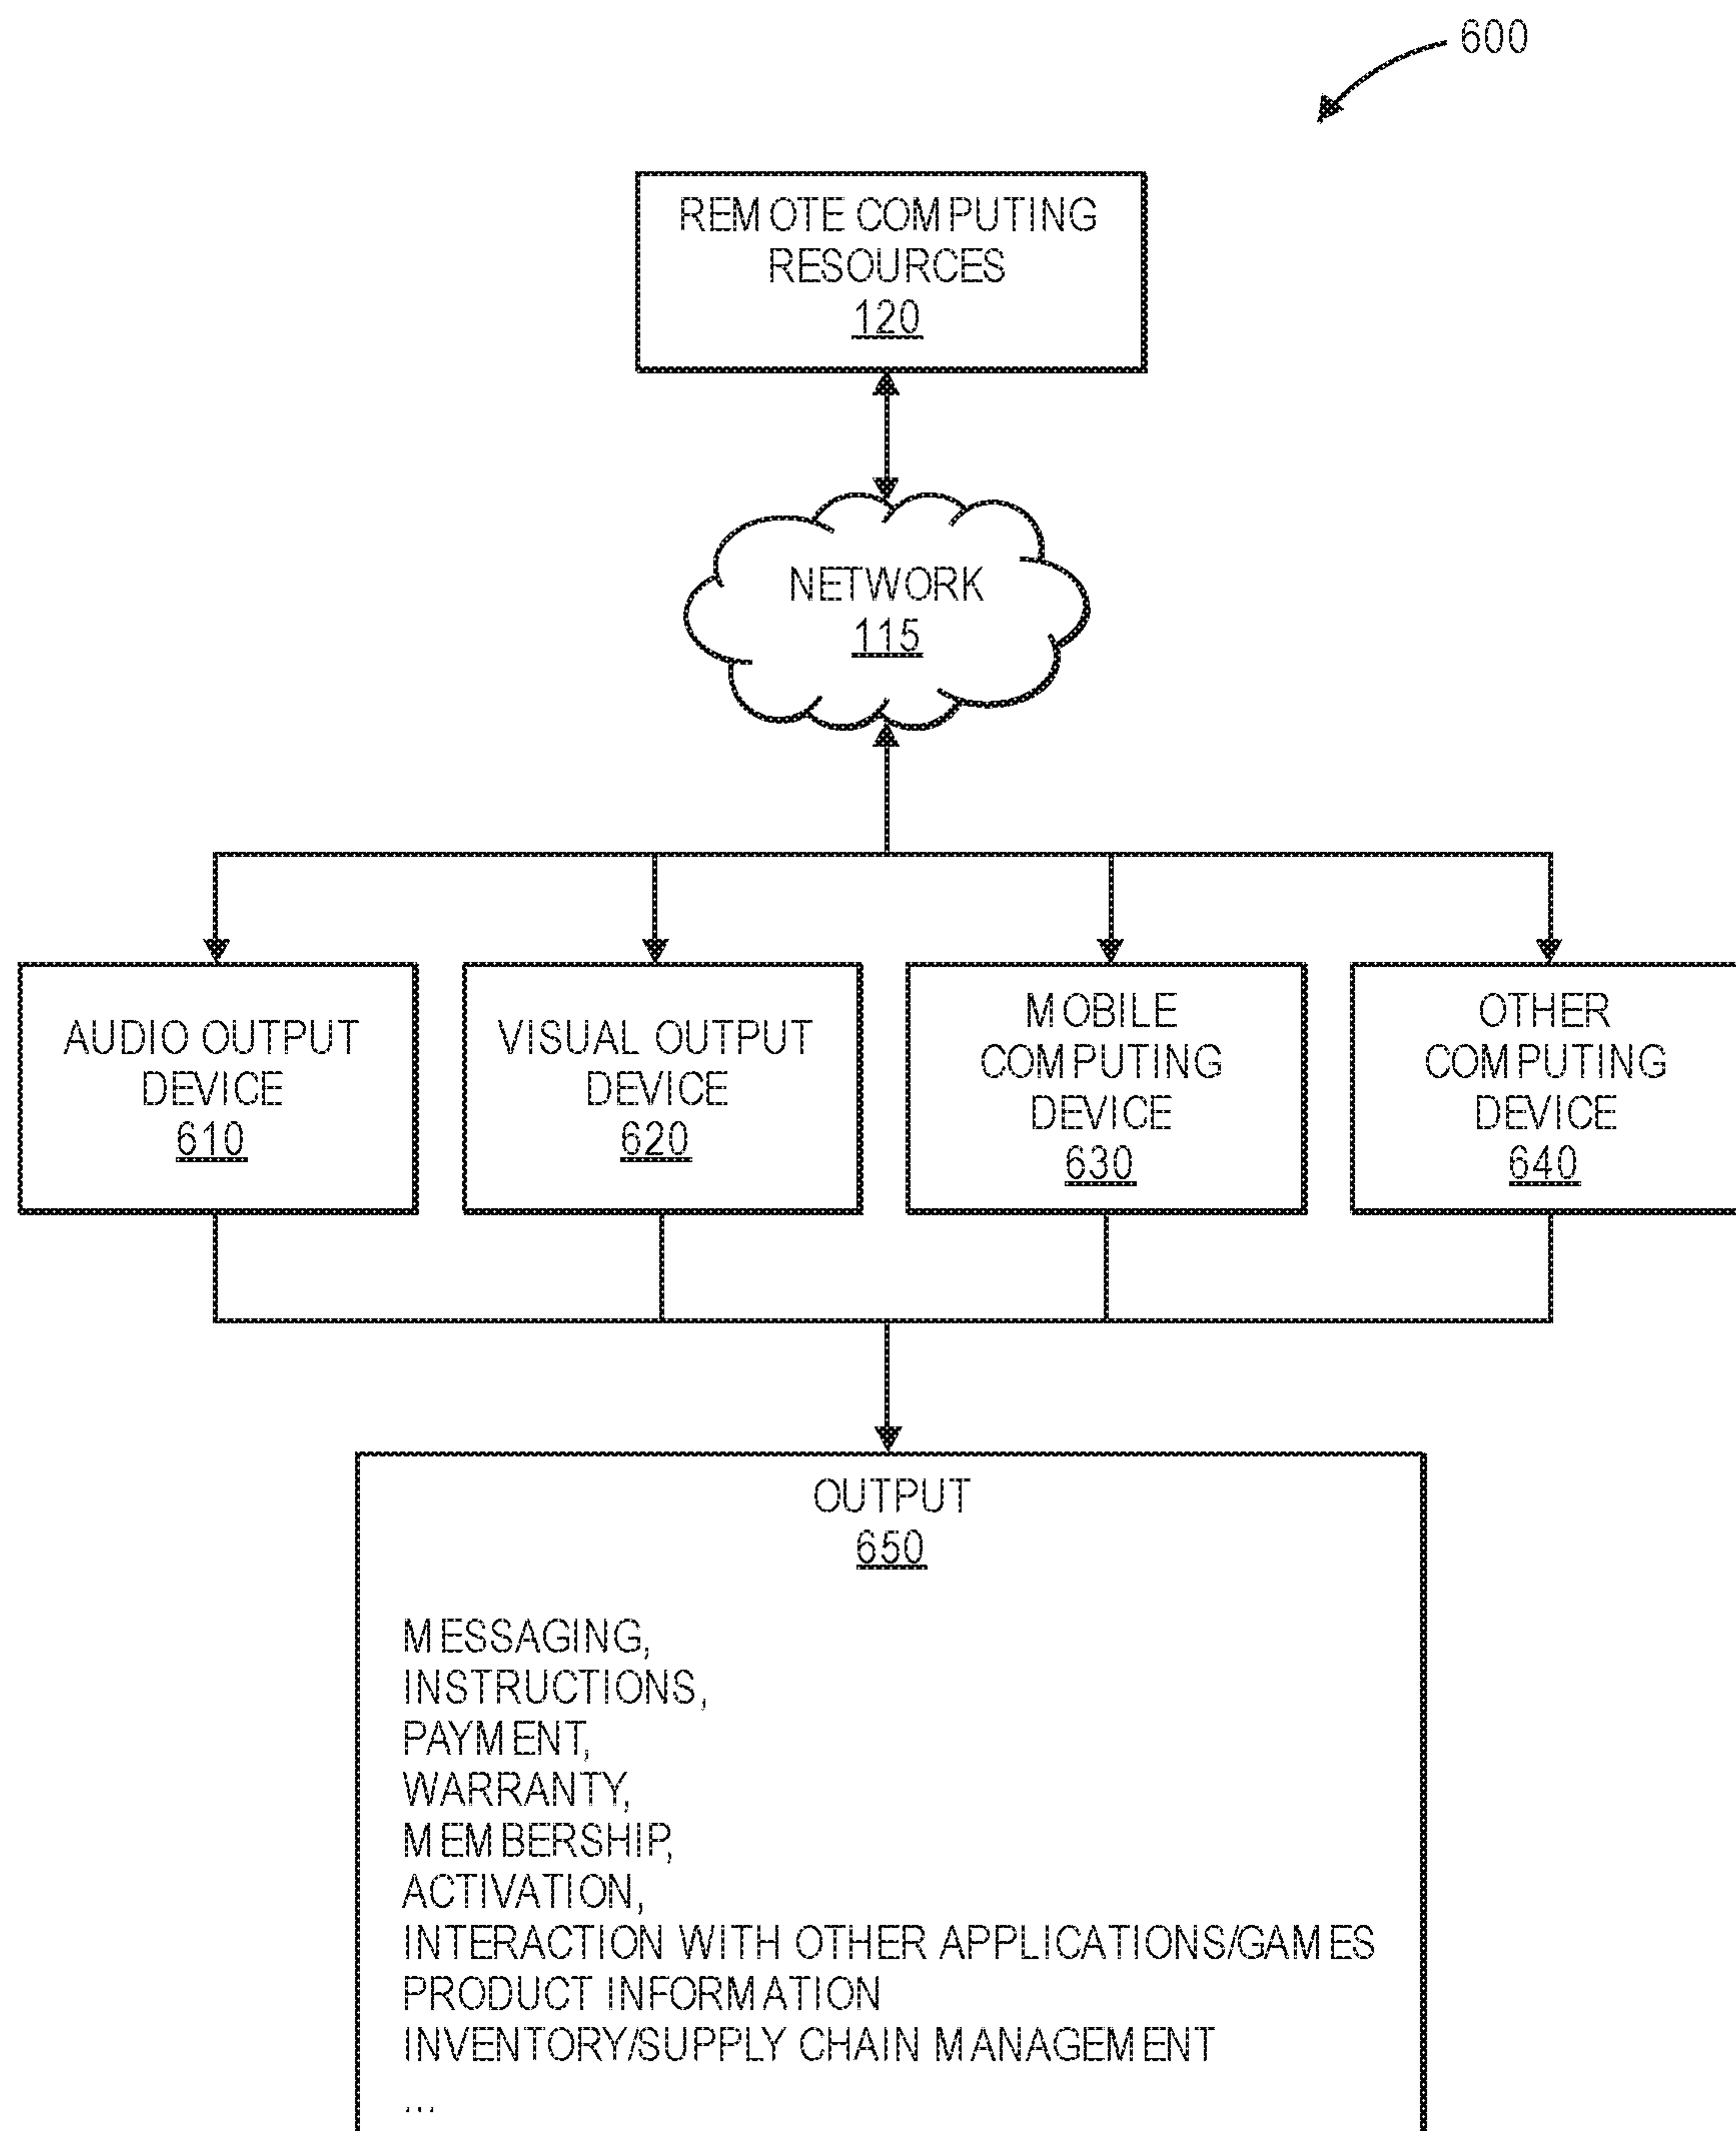 600
REMOTE COMPUTING
RESOURCES
120
NETWORK
115
AUDIO OUTPUT
DEVICE
610
VISUAL OUTPUT
DEVICE
620
MOBILE
COMPUTING
DEVICE
630
OTHER
COMPUTING
DEVICE
640
OUTPUT
650
MESSAGING,
INSTRUCTIONS,
PAYMENT,
WARRANTY,
MEMBERSHIP,
ACTIVATION,
INTERACTION WITH OTHER APPLICATIONS/GAMES
PRODUCT INFORMATION
INVENTORY/SUPPLY CHAIN MANAGEMENT
...